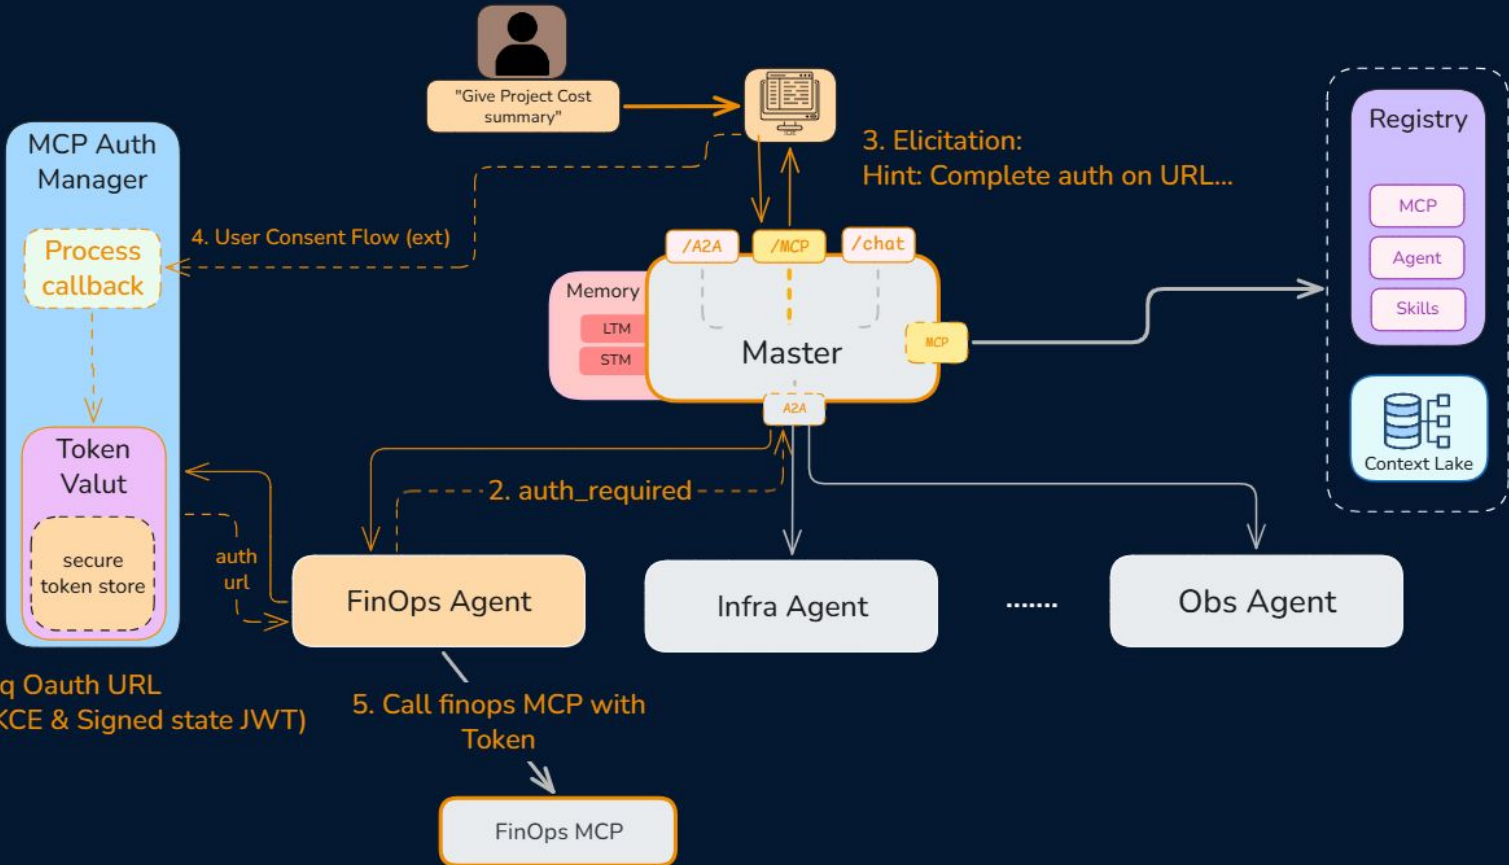 "Give Project Cost
summary"
3. Elicitation:
Hint: Complete auth on URL...
MCP Auth
Manager
Process
callback
4. User Consent Flow (ext)
Token
Valut
secure
token store
auth
url
q Oauth URL
KCE & Signed state JWT)
/A2A
/MCP
/chat
Memory
LTM
STM
Master
MCP
A2A
2. auth_required
FinOps Agent
Infra Agent
.......
Obs Agent
5. Call finops MCP with
Token
FinOps MCP
Registry
MCP
Agent
Skills
Context Lake